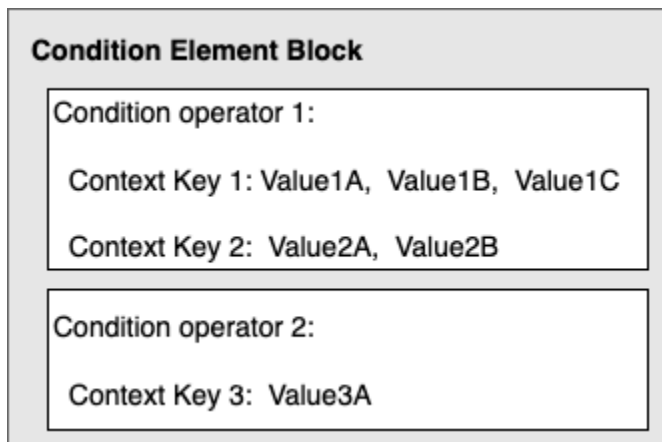 Condition Element Block
Condition operator 1:
Context Key 1: Value1A, Value1B, Value1C
Context Key 2: Value2A, Value2B
Condition operator 2:
Context Key 3: Value3A